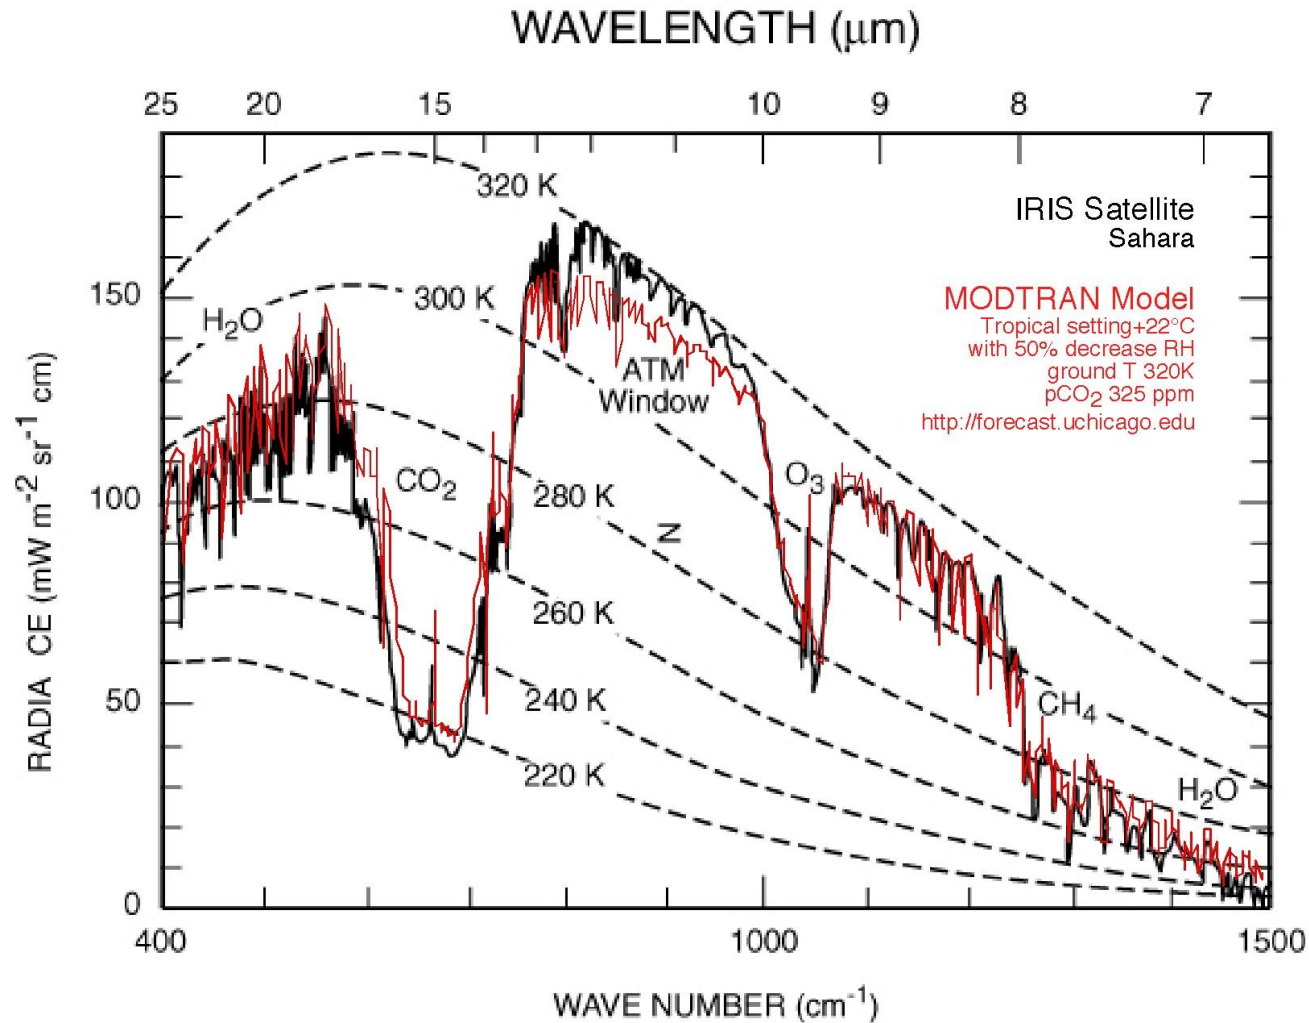 WAVELENGTH (μm)
25 20 15 10 9 8 7
320 K
IRIS Satellite
Sahara
150
H₂O
300 K
MODTRAN Model
Tropical setting+22°C
with 50% decrease RH
ground T 320K
pCO₂ 325 ppm
http://forecast.uchicago.edu
ATM
Window
CO₂
O₃
100
280 K
N
260 K
50
240 K
CH₄
220 K
H₂O
0
400 1000 1500
RADIA CE (mW m⁻² sr⁻¹ cm)
WAVE NUMBER (cm⁻¹)